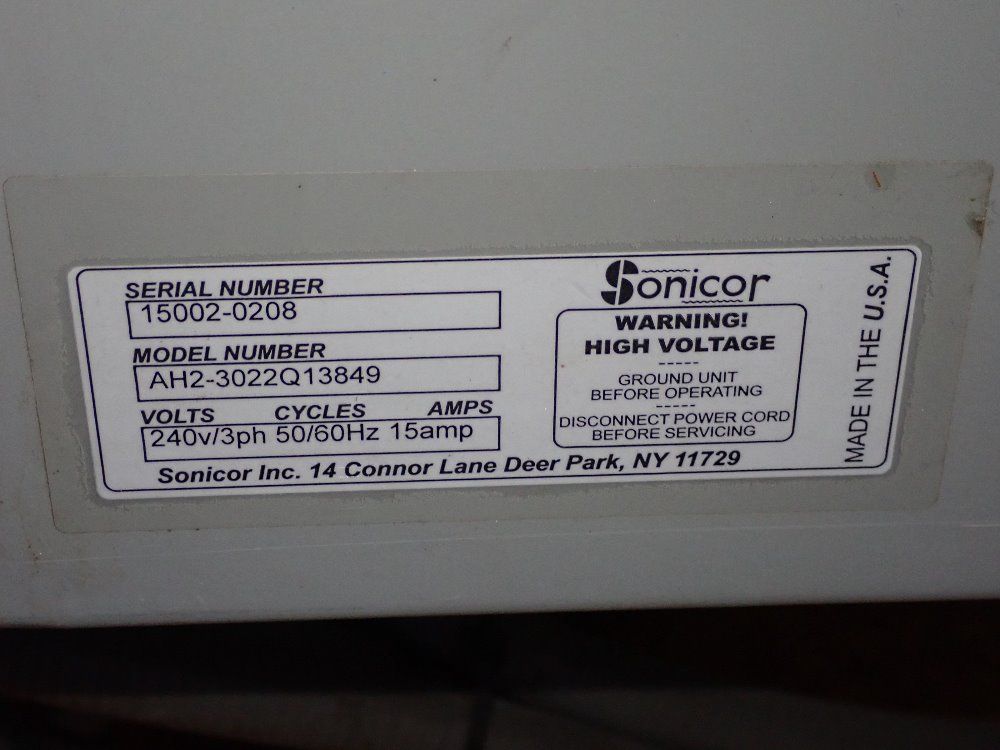 SERIAL NUMBER
15002-0208
MODEL NUMBER
AH2-3022Q13849
VOLTS CYCLES AMPS
240v/3ph 50/60Hz 15amp
Sonicor Inc. 14 Connor Lane Deer Park, NY 11729
Sonicor
WARNING!
HIGH VOLTAGE
-----
GROUND UNIT
BEFORE OPERATING
-----
DISCONNECT POWER CORD
BEFORE SERVICING
MADE IN THE U.S.A.